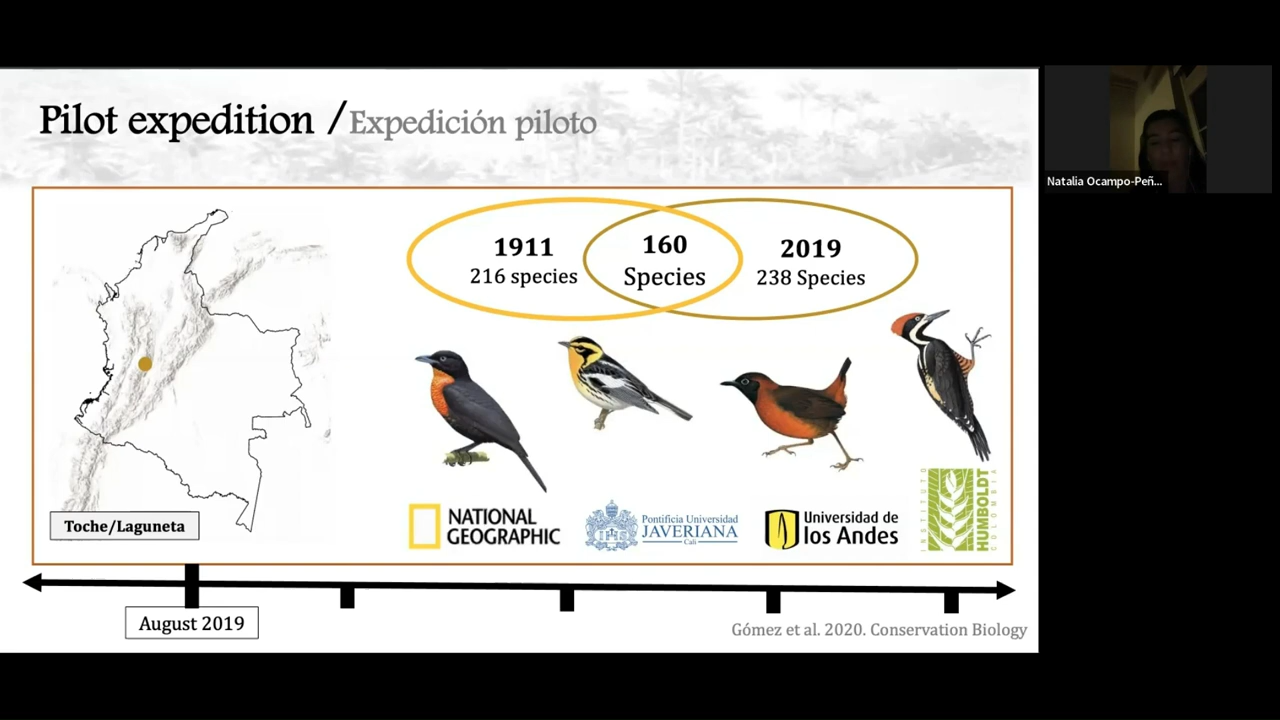 Pilot expedition / Expedición piloto
Natalia Ocampo-Peñ...
1911
216 species
160
Species
2019
238 Species
Toche/Laguneta
NATIONAL
GEOGRAPHIC
Pontificia Universidad
JAVERIANA
Cali
Universidad de
los Andes
INSTITUTO
HUMBOLDT
COLOMBIA
August 2019
Gómez et al. 2020. Conservation Biology